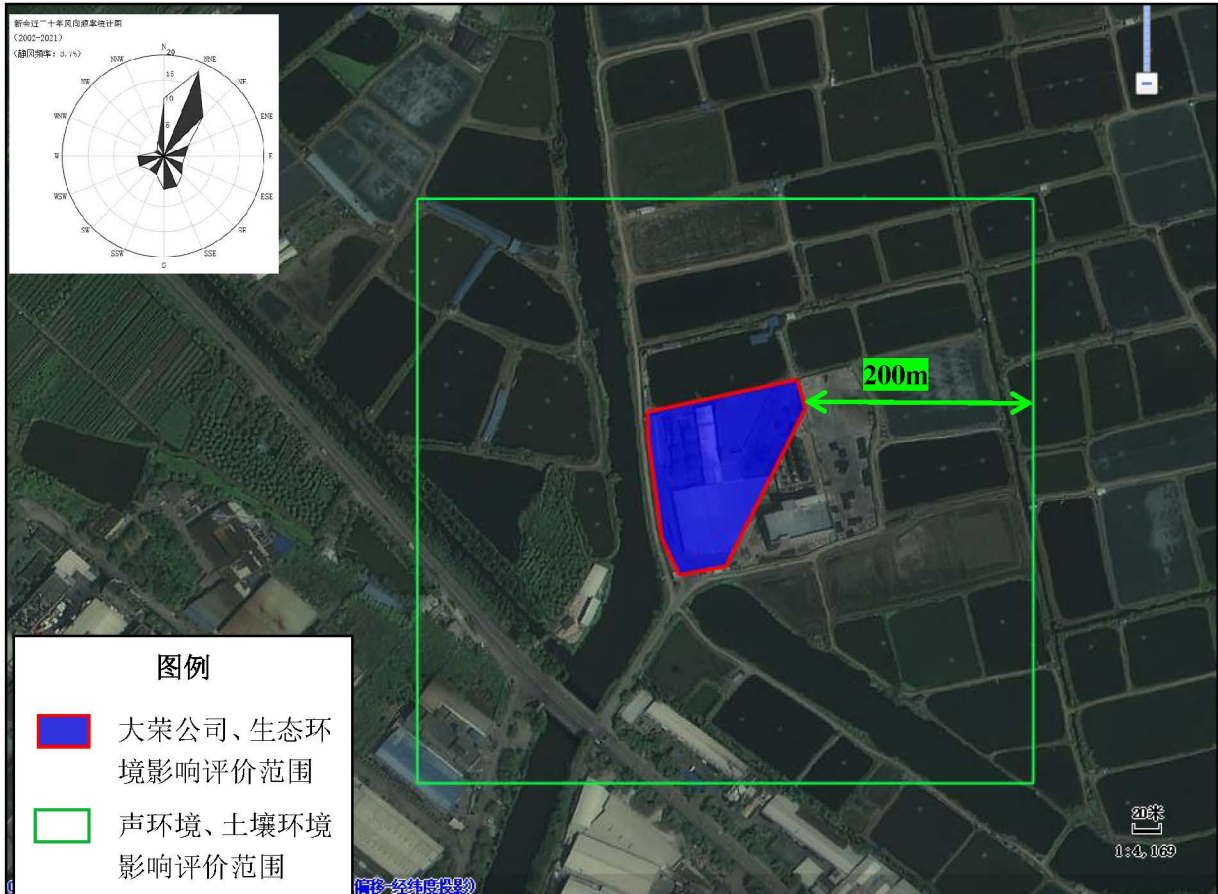 新会近二十年风向频率统计图
(2002-2021)
(静风频率: 3.7%)
N
NNE
NE
ENE
E
ESE
SE
SSE
S
SSW
SW
WSW
W
WNW
NW
NNW
20
15
10
5
200m
图例
大荣公司、生态环
境影响评价范围
声环境、土壤环境
影响评价范围
20米
1:4,169
偏移-经纬度投影)